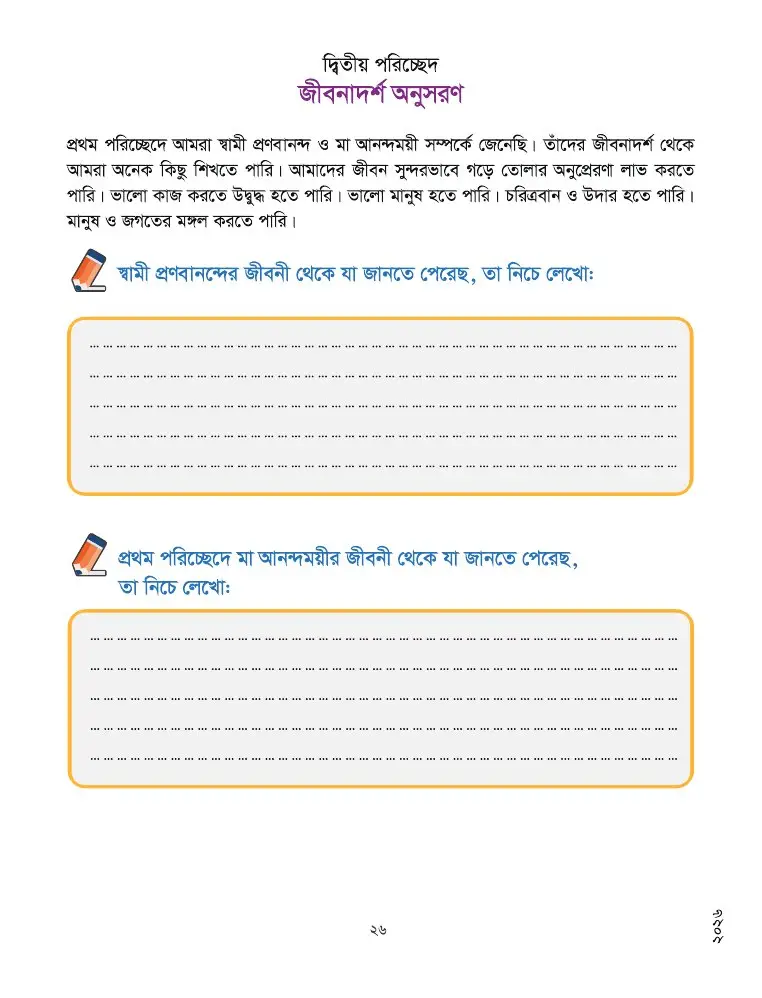 দ্বিতীয় পরিচ্ছেদ
জীবনাদর্শ অনুসরণ
প্রথম পরিচ্ছেদে আমরা স্বামী প্রণবানন্দ ও মা আনন্দময়ী সম্পর্কে জেনেছি। তাঁদের জীবনাদর্শ থেকে
আমরা অনেক কিছু শিখতে পারি। আমাদের জীবন সুন্দরভাবে গড়ে তোলার অনুপ্রেরণা লাভ করতে
পারি। ভালো কাজ করতে উদ্বুদ্ধ হতে পারি। ভালো মানুষ হতে পারি। চরিত্রবান ও উদার হতে পারি।
মানুষ ও জগতের মঙ্গল করতে পারি।
স্বামী প্রণবানন্দের জীবনী থেকে যা জানতে পেরেছ, তা নিচে লেখো:
প্রথম পরিচ্ছেদে মা আনন্দময়ীর জীবনী থেকে যা জানতে পেরেছ,
তা নিচে লেখো:
২৬
২০২৬